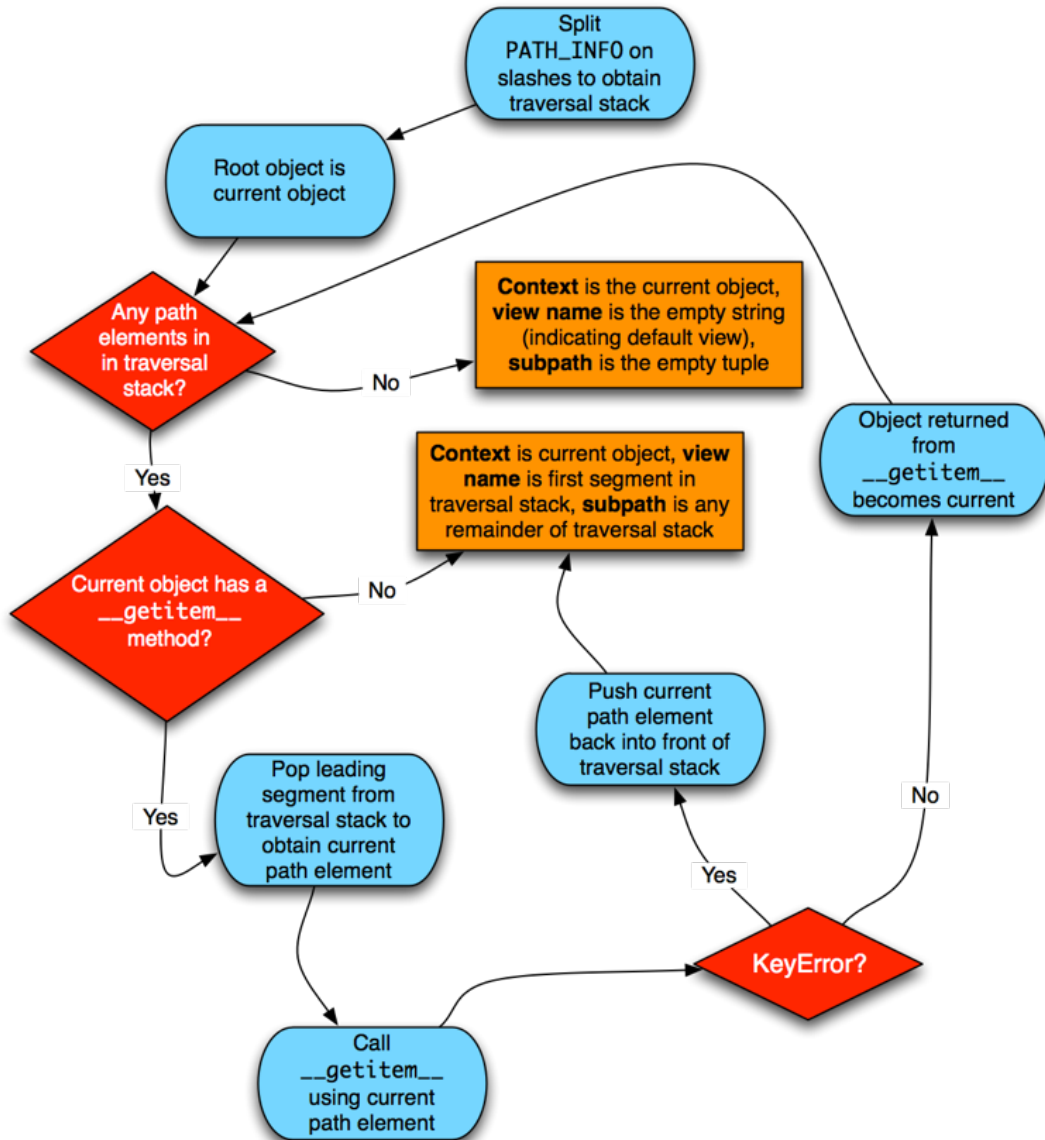 Split
PATH_INFO on
slashes to obtain
traversal stack
Root object is
current object
Any path
elements in
in traversal
stack?
Context is the current object,
view name is the empty string
(indicating default view),
subpath is the empty tuple
No
Object returned
from
__getitem__
becomes current
Context is current object, view
name is first segment in
traversal stack, subpath is any
remainder of traversal stack
Yes
Current object has a
__getitem__
method?
No
Push current
path element
back into front of
traversal stack
Pop leading
segment from
traversal stack to
obtain current
path element
Yes
No
Yes
KeyError?
Call
__getitem__
using current
path element